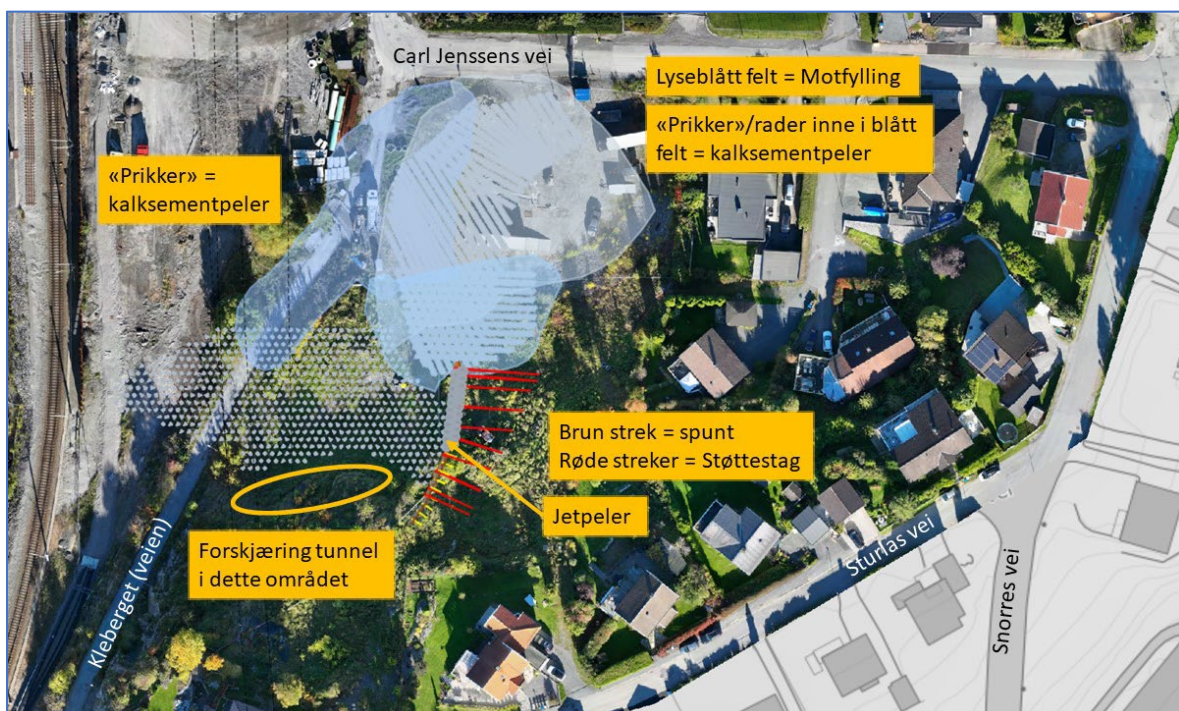 Carl Jenssens vei
Lyseblått felt = Motfylling
«Prikker»/rader inne i blått
felt = kalksementpeler
«Prikker» =
kalksementpeler
Brun strek = spunt
Røde streker = Støttestag
Jetpeler
Forskjæring tunnel
i dette området
Kleberget (veien)
Sturlas vei
Snorres vei